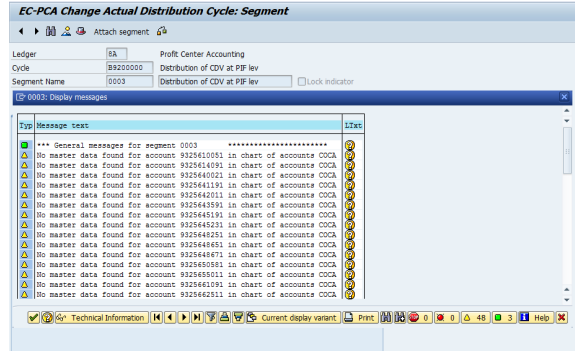 EC-PCA Change Actual Distribution Cycle: Segment
Attach segment
Ledger 8A Profit Center Accounting
Cycle B9200000 Distribution of CDV at PIF lev
Segment Name 0003 Distribution of CDV at PIF lev Lock indicator
0003: Display messages
Typ Message text LTxt
*** General messages for segment 0003 ***********************
No master data found for account 9325610051 in chart of accounts COCA
No master data found for account 9325614091 in chart of accounts COCA
No master data found for account 9325640021 in chart of accounts COCA
No master data found for account 9325641191 in chart of accounts COCA
No master data found for account 9325642011 in chart of accounts COCA
No master data found for account 9325643591 in chart of accounts COCA
No master data found for account 9325645191 in chart of accounts COCA
No master data found for account 9325645231 in chart of accounts COCA
No master data found for account 9325648251 in chart of accounts COCA
No master data found for account 9325648651 in chart of accounts COCA
No master data found for account 9325648671 in chart of accounts COCA
No master data found for account 9325650581 in chart of accounts COCA
No master data found for account 9325655011 in chart of accounts COCA
No master data found for account 9325661091 in chart of accounts COCA
No master data found for account 9325662511 in chart of accounts COCA
Technical Information Current display variant Print 0 0 48 3 Help